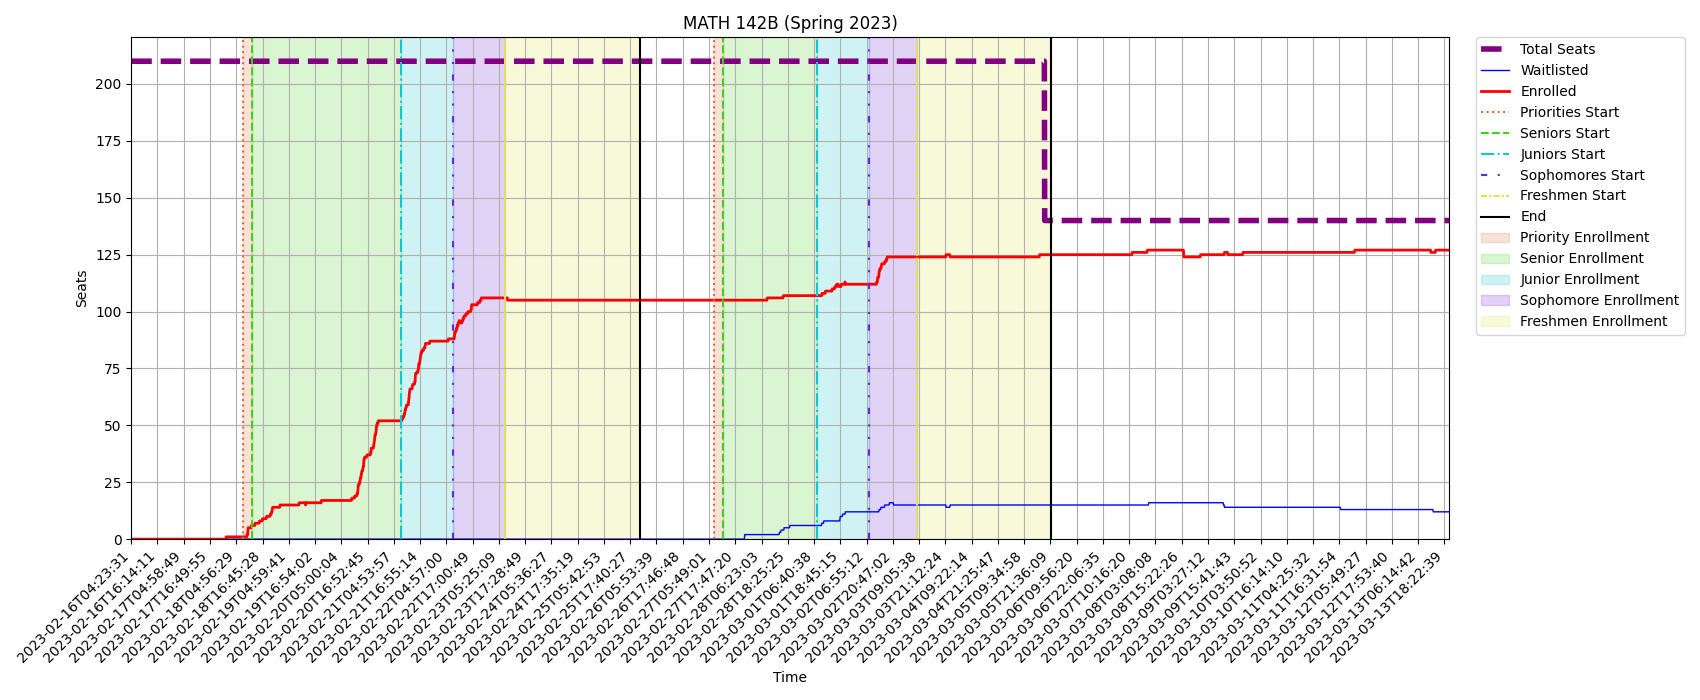 MATH 142B (Spring 2023)
Seats
200
175
150
125
100
75
50
25
0
2023-02-16T04:23:31
2023-02-16T16:14:11
2023-02-17T04:58:49
2023-02-17T16:49:55
2023-02-18T04:56:29
2023-02-18T16:45:28
2023-02-19T04:59:41
2023-02-19T16:54:02
2023-02-20T05:00:04
2023-02-20T16:52:45
2023-02-21T04:53:57
2023-02-21T16:55:14
2023-02-22T04:57:00
2023-02-22T17:00:49
2023-02-23T05:25:09
2023-02-23T17:28:49
2023-02-24T05:36:27
2023-02-24T17:35:19
2023-02-25T05:42:53
2023-02-25T17:40:27
2023-02-26T05:53:39
2023-02-26T17:46:48
2023-02-27T05:49:01
2023-02-27T17:47:20
2023-02-28T06:23:03
2023-02-28T18:25:25
2023-03-01T06:40:38
2023-03-01T18:45:15
2023-03-02T06:55:12
2023-03-02T20:47:02
2023-03-03T09:05:38
2023-03-03T21:12:24
2023-03-04T09:22:14
2023-03-04T21:25:47
2023-03-05T09:34:58
2023-03-05T21:36:09
2023-03-06T09:56:20
2023-03-06T22:06:35
2023-03-07T10:16:20
2023-03-08T03:08:08
2023-03-08T15:22:26
2023-03-09T03:27:12
2023-03-09T15:41:43
2023-03-10T03:50:52
2023-03-10T16:14:10
2023-03-11T04:25:32
2023-03-11T16:31:54
2023-03-12T05:49:27
2023-03-12T17:53:40
2023-03-13T06:14:42
2023-03-13T18:22:39
Time
Total Seats
Waitlisted
Enrolled
Priorities Start
Seniors Start
Juniors Start
Sophomores Start
Freshmen Start
End
Priority Enrollment
Senior Enrollment
Junior Enrollment
Sophomore Enrollment
Freshmen Enrollment